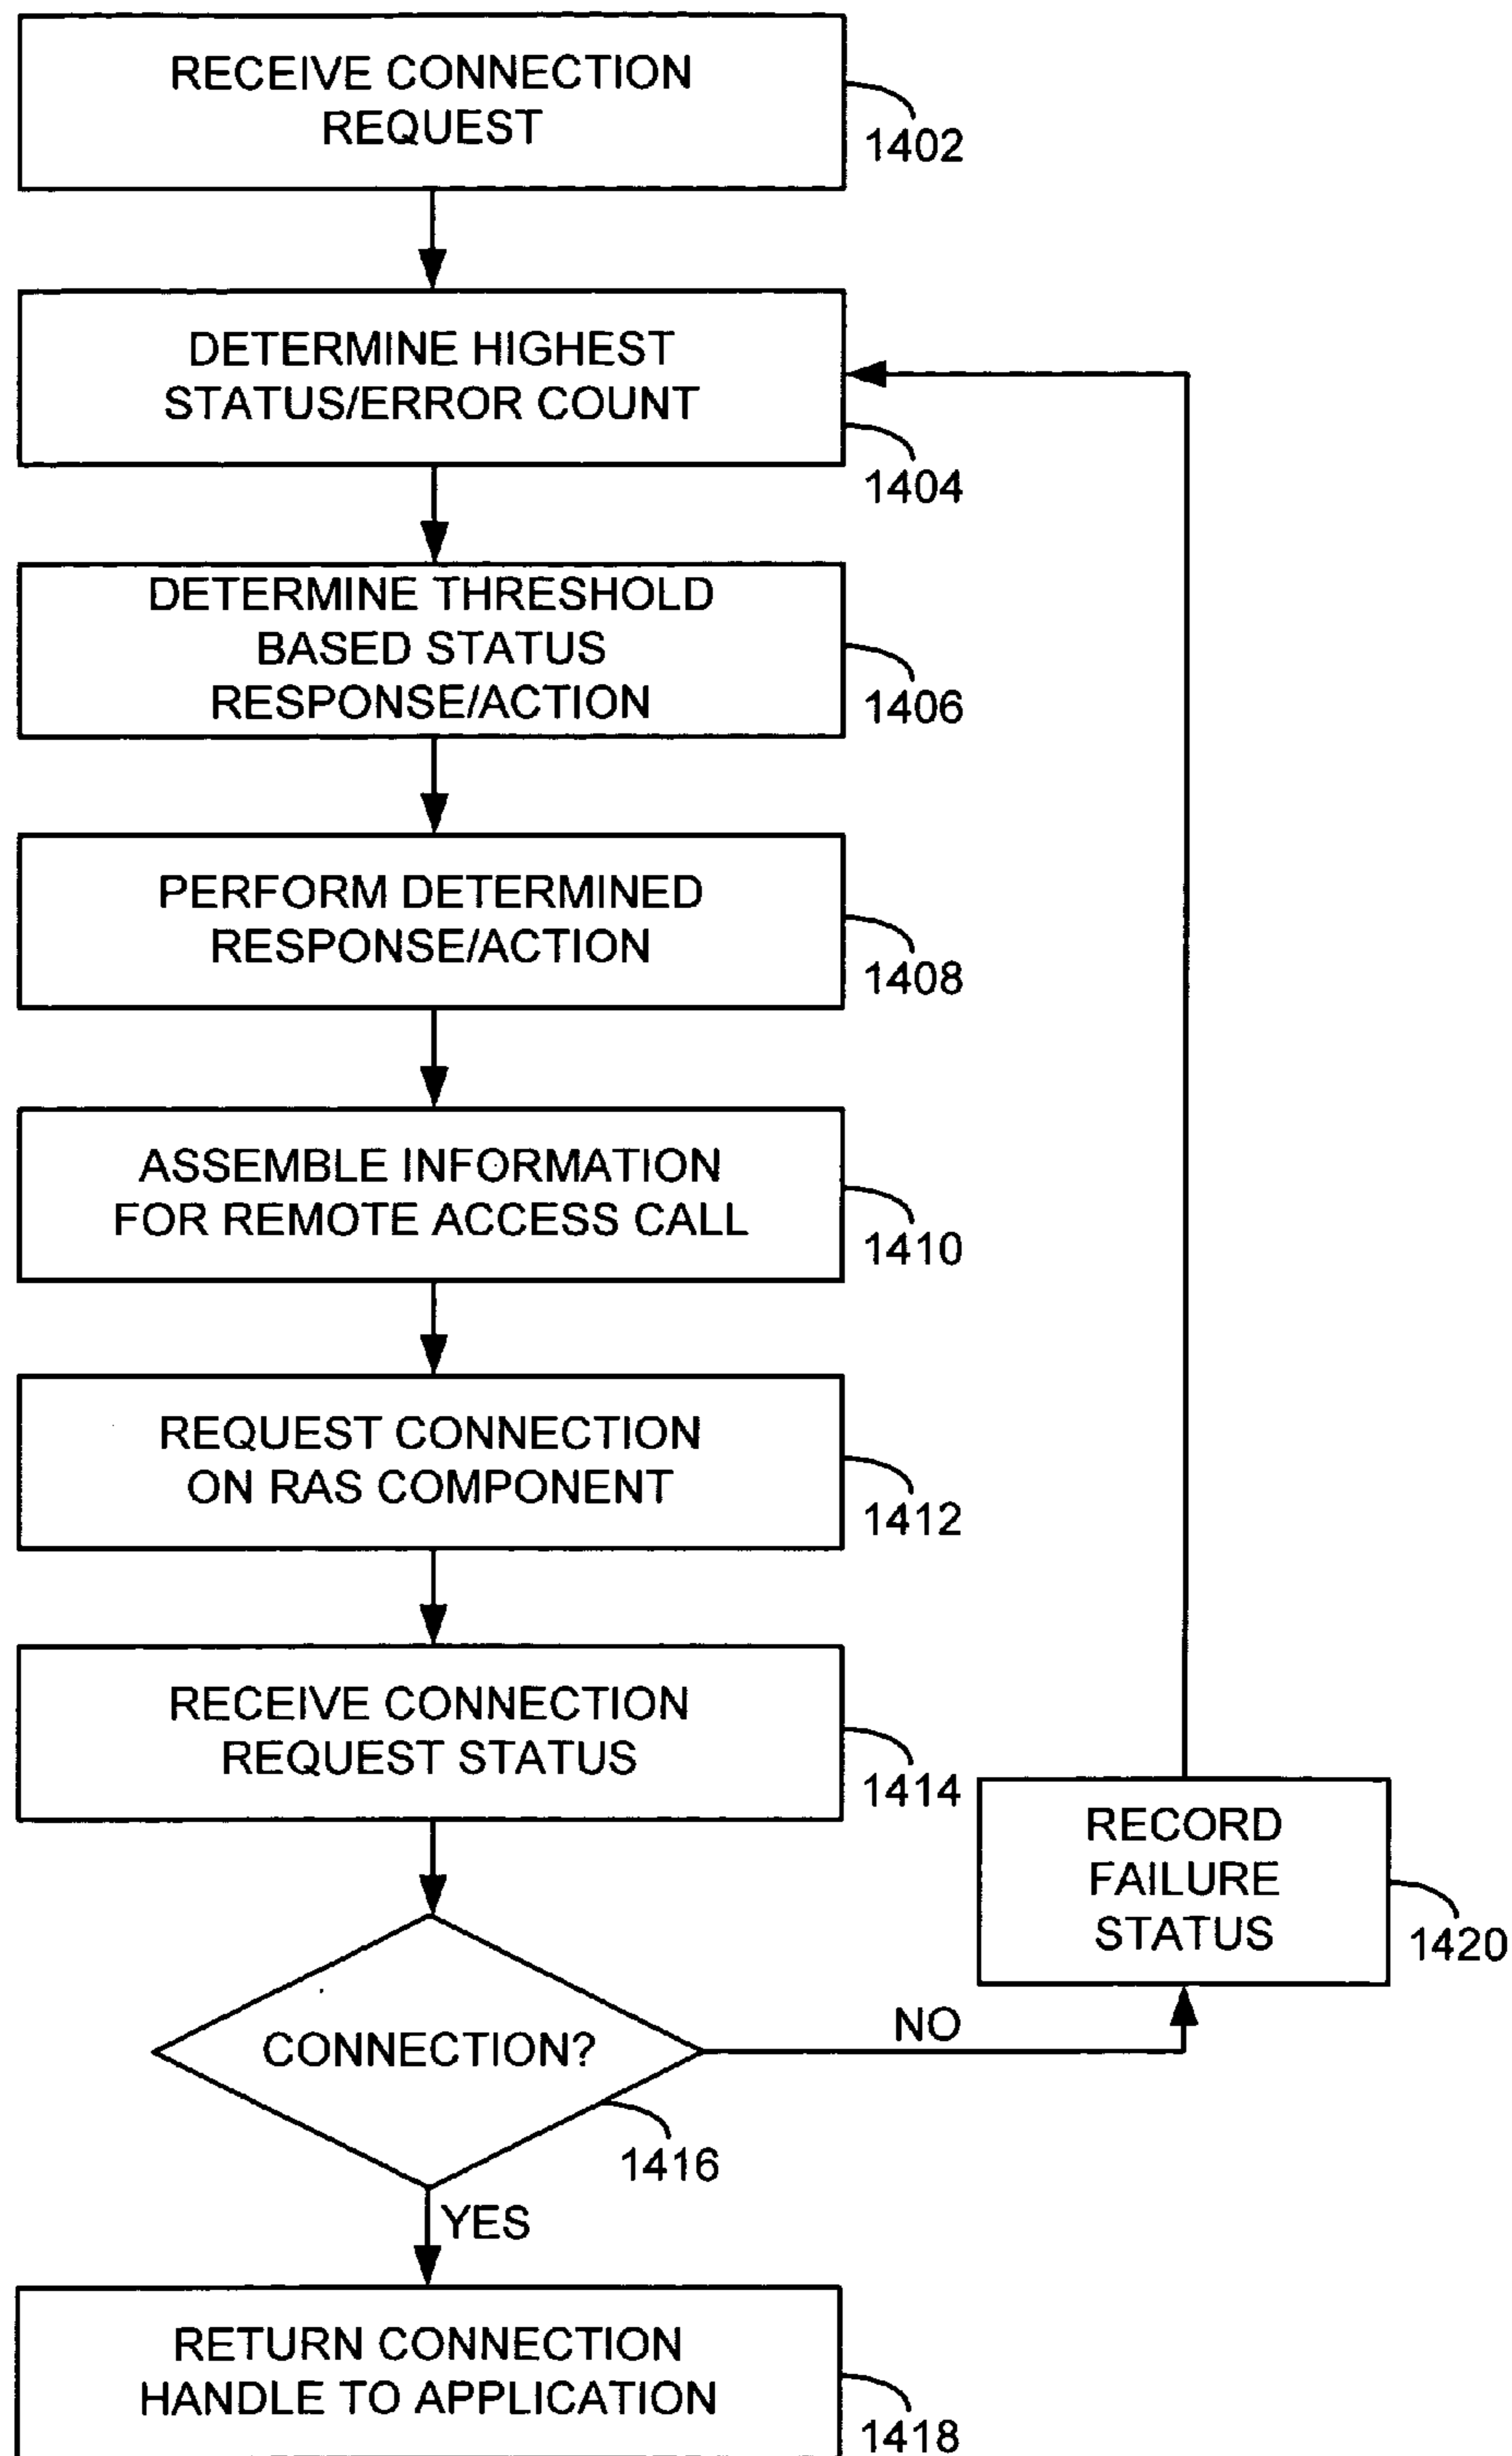 RECEIVE CONNECTION
REQUEST
1402
DETERMINE HIGHEST
STATUS/ERROR COUNT
1404
DETERMINE THRESHOLD
BASED STATUS
RESPONSE/ACTION
1406
PERFORM DETERMINED
RESPONSE/ACTION
1408
ASSEMBLE INFORMATION
FOR REMOTE ACCESS CALL
1410
REQUEST CONNECTION
ON RAS COMPONENT
1412
RECEIVE CONNECTION
REQUEST STATUS
1414
RECORD
FAILURE
STATUS
1420
CONNECTION?
NO
1416
YES
RETURN CONNECTION
HANDLE TO APPLICATION
1418